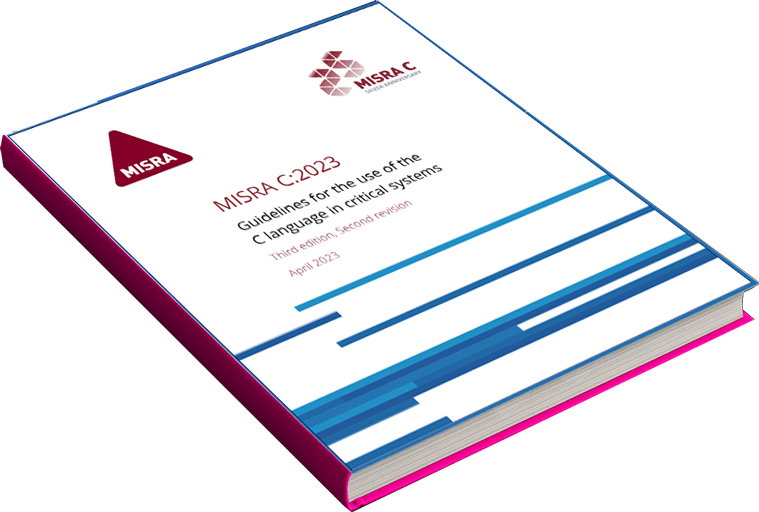 MISRA C
SILVER ANNIVERSARY
MISRA
MISRA C:2023
Guidelines for the use of the
C language in critical systems
Third edition, Second revision
April 2023